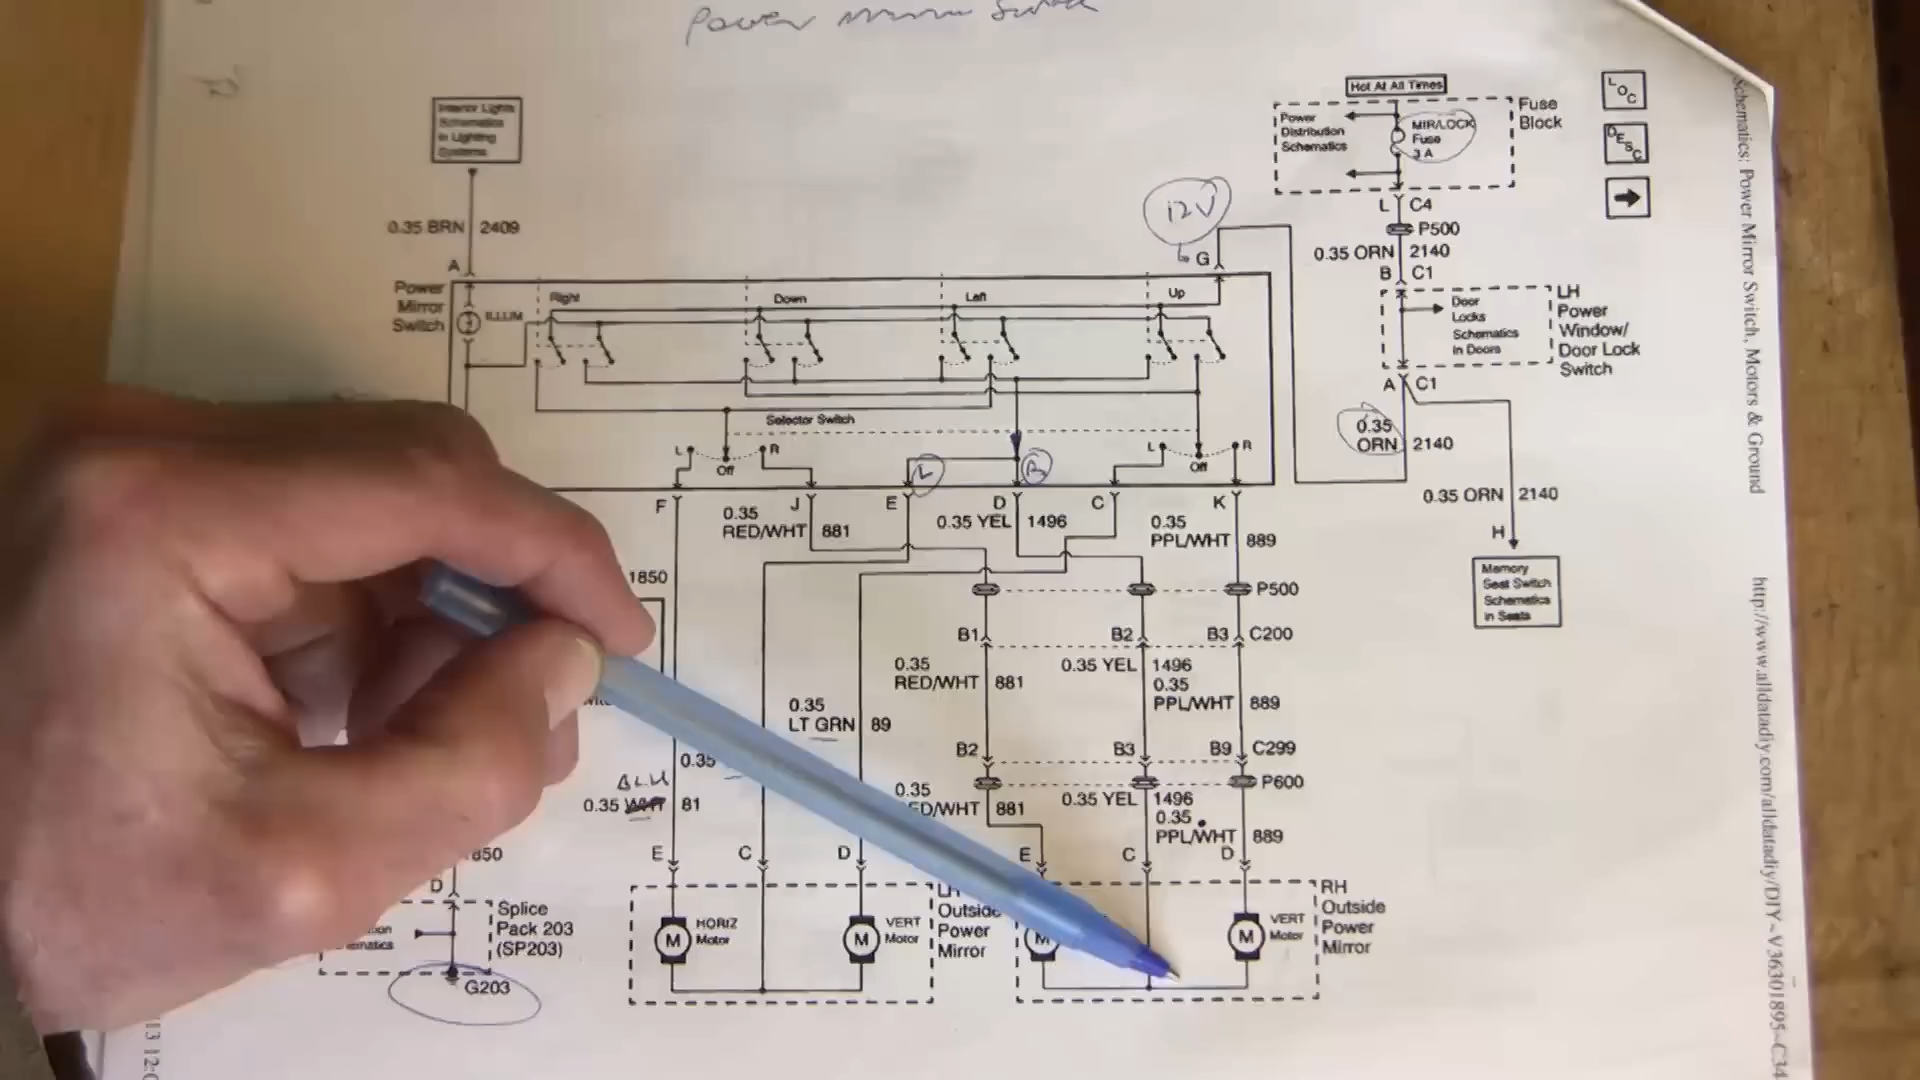 Power Mirror Switch
Hot At All Times
Interior Lights
Schematics
in Lighting
Systems
Power
Distribution
Schematics
MIR/LOCK
Fuse
3 A
Fuse
Block
LOC
DESC
12V
L C4
P500
0.35 BRN 2409
0.35 ORN 2140
A
G
B C1
Power
Mirror
Switch
ILLUM
Right
Down
Left
Up
Door
Locks
Schematics
in Doors
LH
Power
Window/
Door Lock
Switch
A C1
0.35
ORN 2140
Selector Switch
L Off R
L
R
L Off R
0.35 ORN 2140
F J E D C K
0.35
RED/WHT 881
0.35 YEL 1496
0.35
PPL/WHT 889
H
Memory
Seat Switch
Schematics
in Seats
1850
P500
B1 B2 B3 C200
0.35
RED/WHT 881
0.35 YEL 1496
0.35
PPL/WHT 889
0.35
LT GRN 89
B2 B3 B9 C299
0.35
BLU
0.35 WHT 81
P600
0.35
RED/WHT 881
0.35 YEL 1496
0.35
PPL/WHT 889
1850
E C D E C D
D
Splice
Pack 203
(SP203)
G203
M HORIZ
Motor
M VERT
Motor
Outside
Power
Mirror
M
M VERT
Motor
RH
Outside
Power
Mirror
Schematics: Power Mirror Switch, Motors & Ground
http://www.alldatadiy.com/alldatadiy/DIY~V36301895~C34